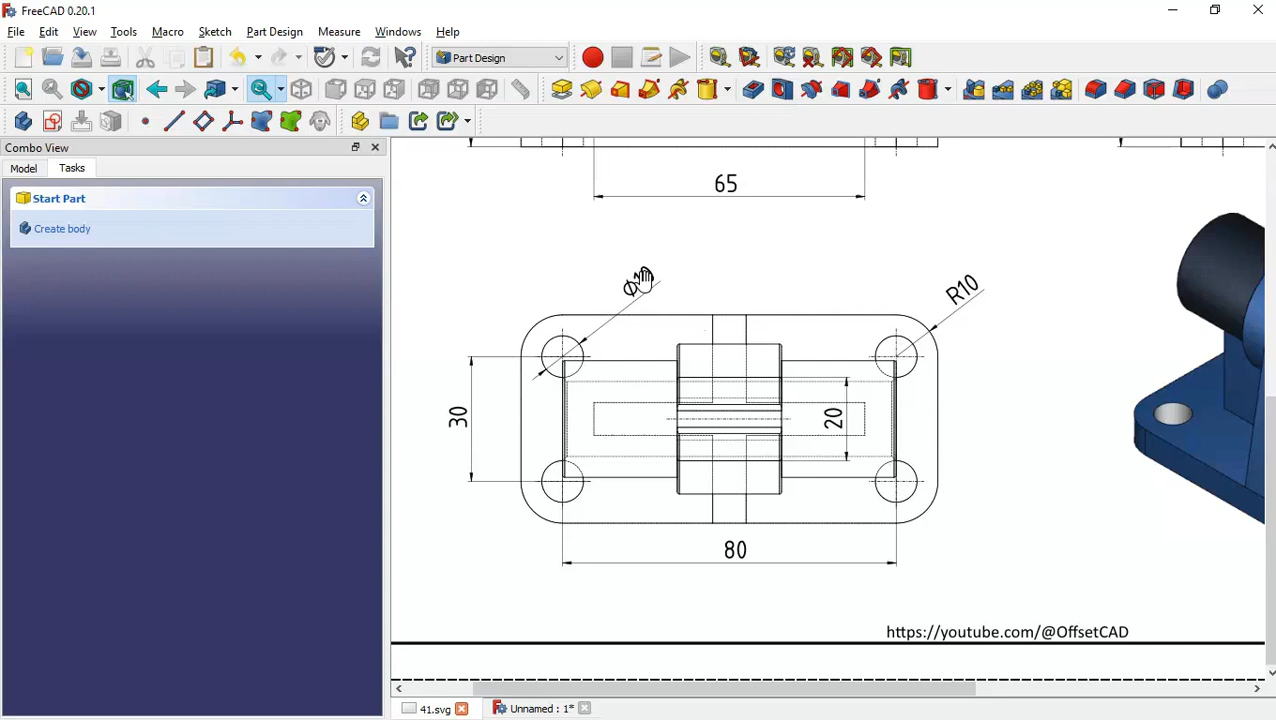 FreeCAD 0.20.1
File Edit View Tools Macro Sketch Part Design Measure Windows Help
Part Design
Combo View
Model Tasks
Start Part
Create body
65
R10
30
20
80
https://youtube.com/@OffsetCAD
41.svg Unnamed : 1*